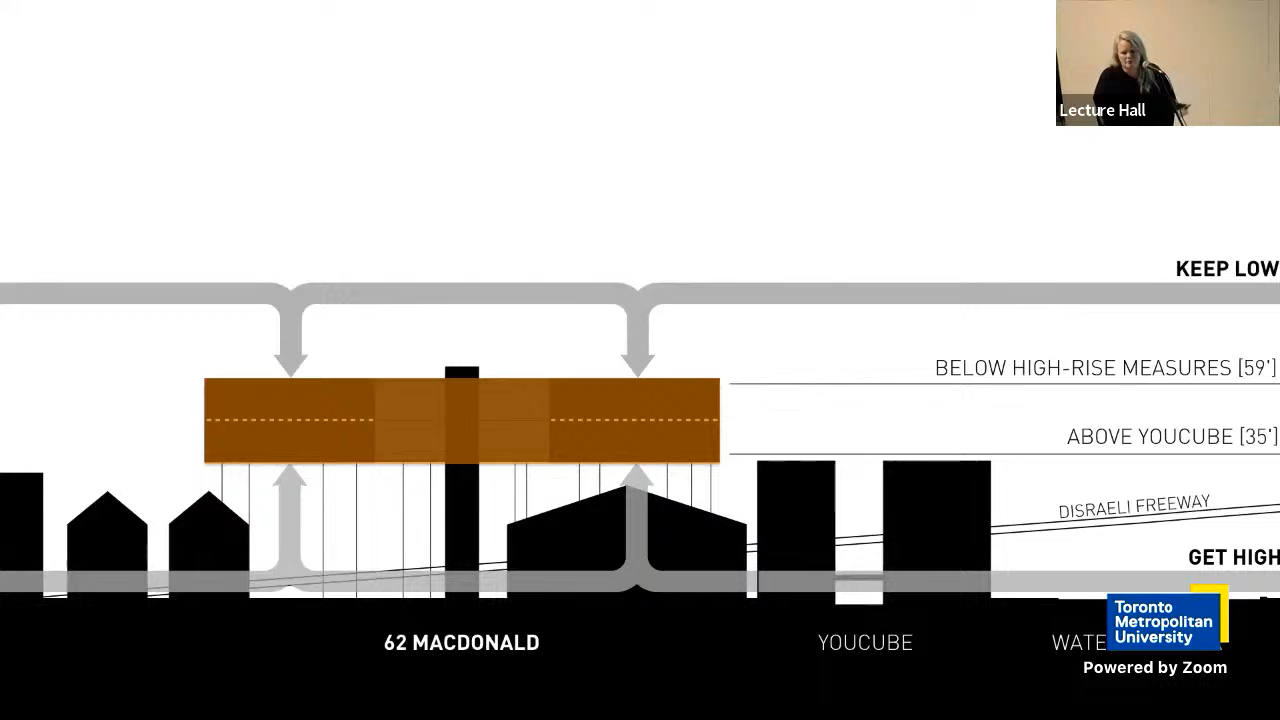 Lecture Hall
KEEP LOW
BELOW HIGH-RISE MEASURES [59']
ABOVE YOUCUBE [35']
DISRAELI FREEWAY
GET HIGH
62 MACDONALD
YOUCUBE
Toronto
Metropolitan
University
Powered by Zoom